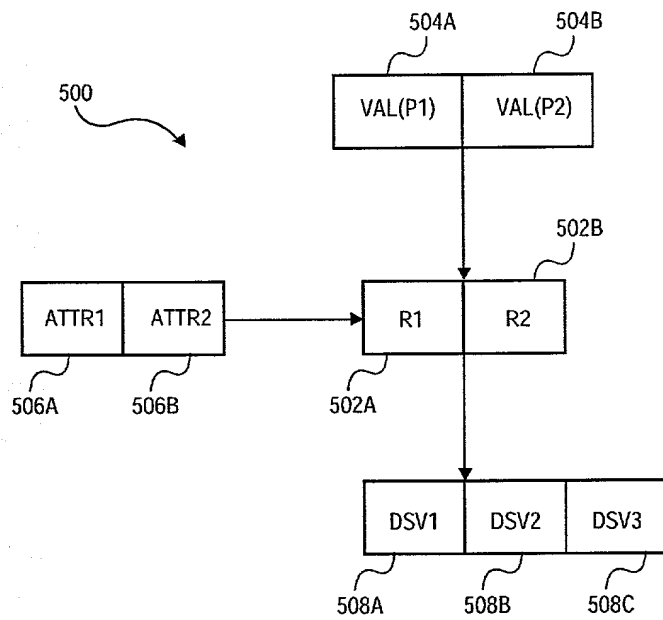 504A 504B
500
VAL(P1) VAL(P2)
502B
ATTR1 ATTR2 R1 R2
506A 506B 502A
DSV1 DSV2 DSV3
508A 508B 508C